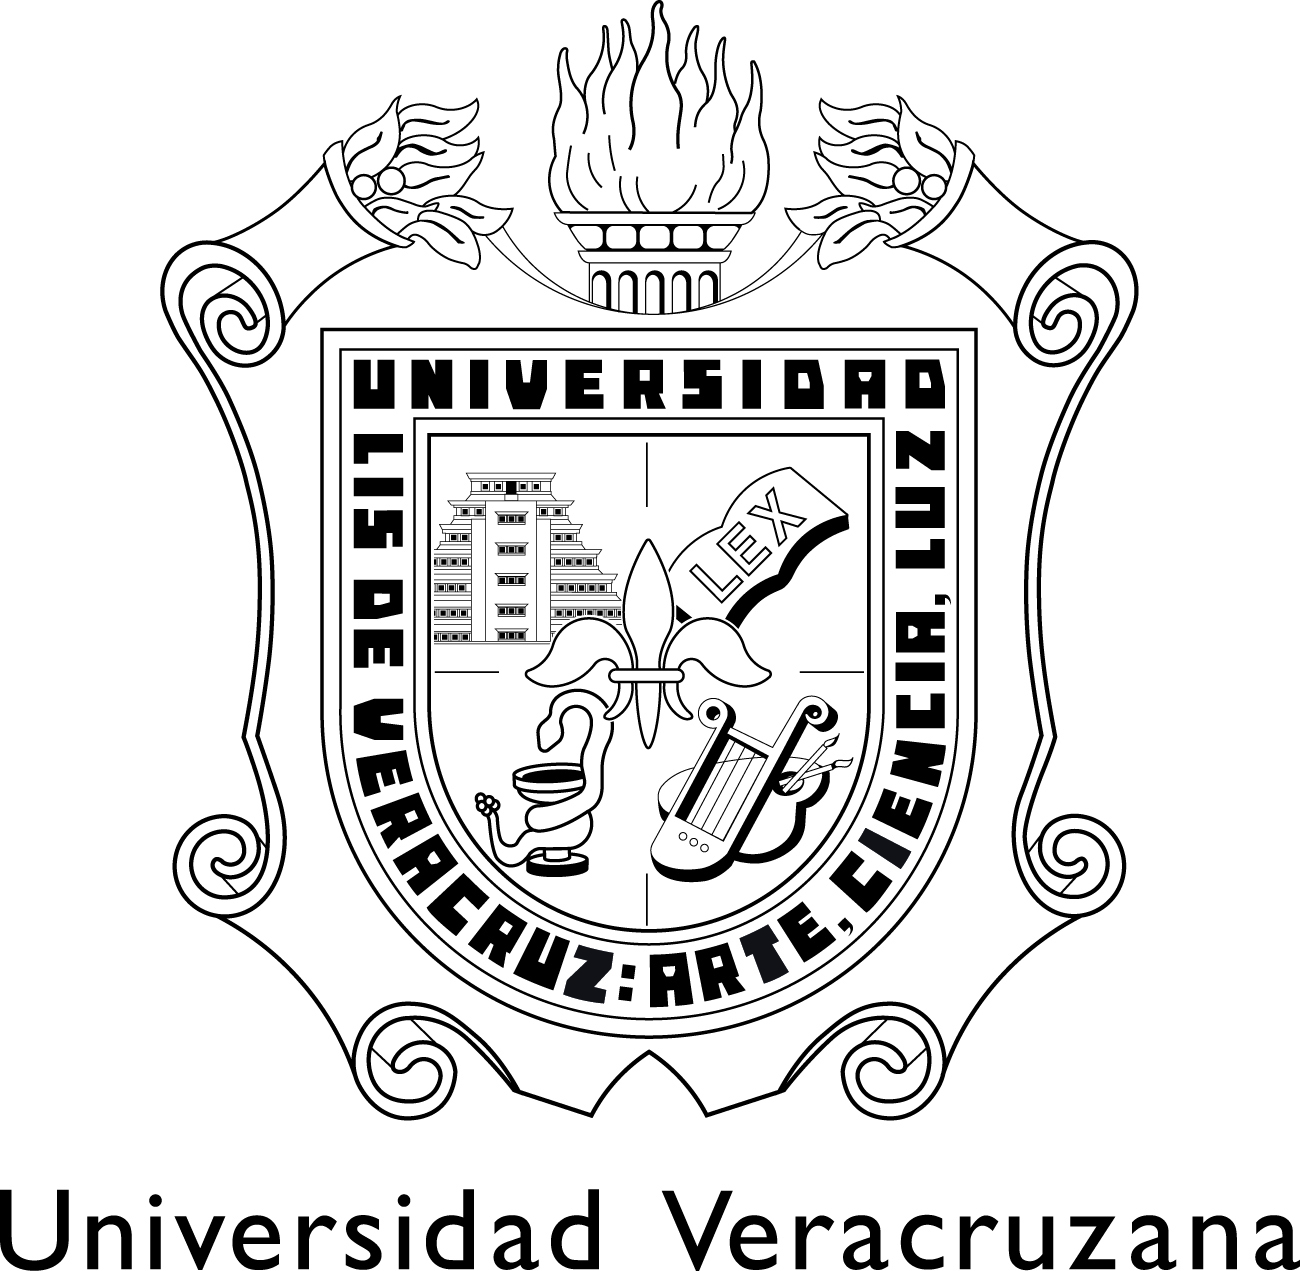 UNIVERSIDAD
LIS DE VERACRUZ: ARTE, CIENCIA, LUZ
LEX
Universidad Veracruzana